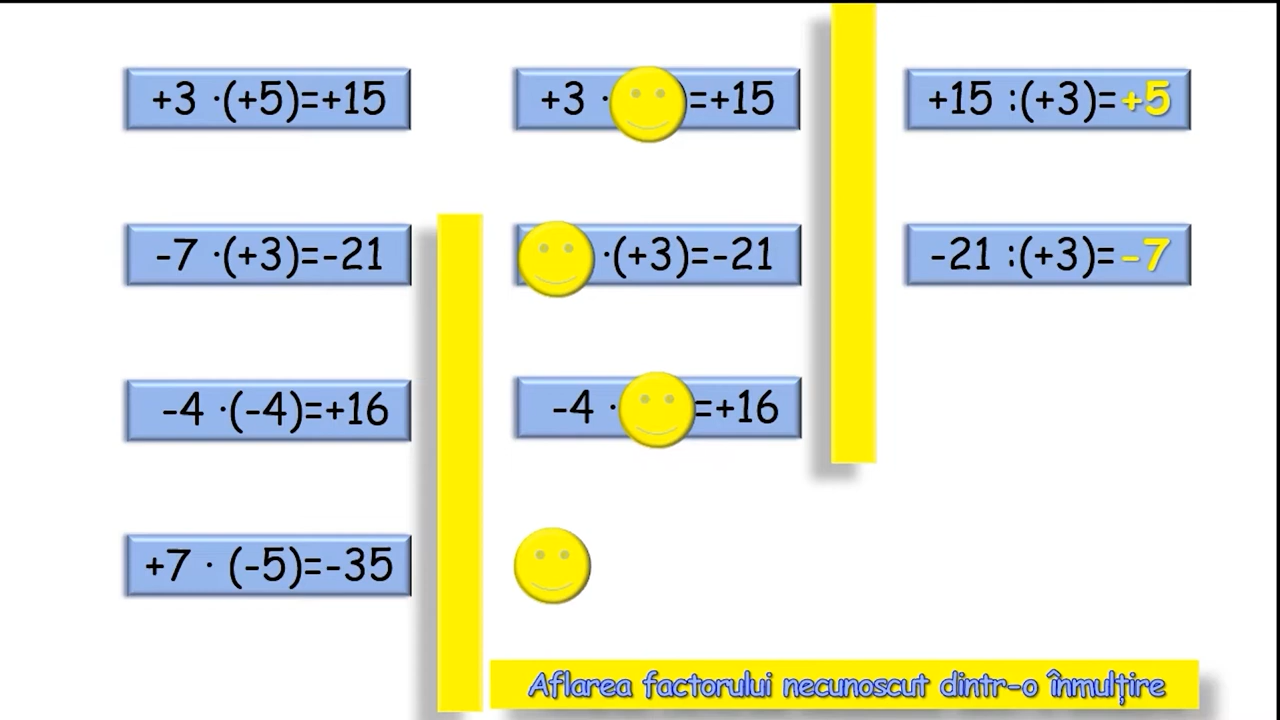 +3 ·(+5)=+15
+3 · =+15
+15 :(+3)=+5
-7 ·(+3)=-21
·(+3)=-21
-21 :(+3)=-7
-4 ·(-4)=+16
-4 · =+16
+7 · (-5)=-35
Aflarea factorului necunoscut dintr-o înmulțire